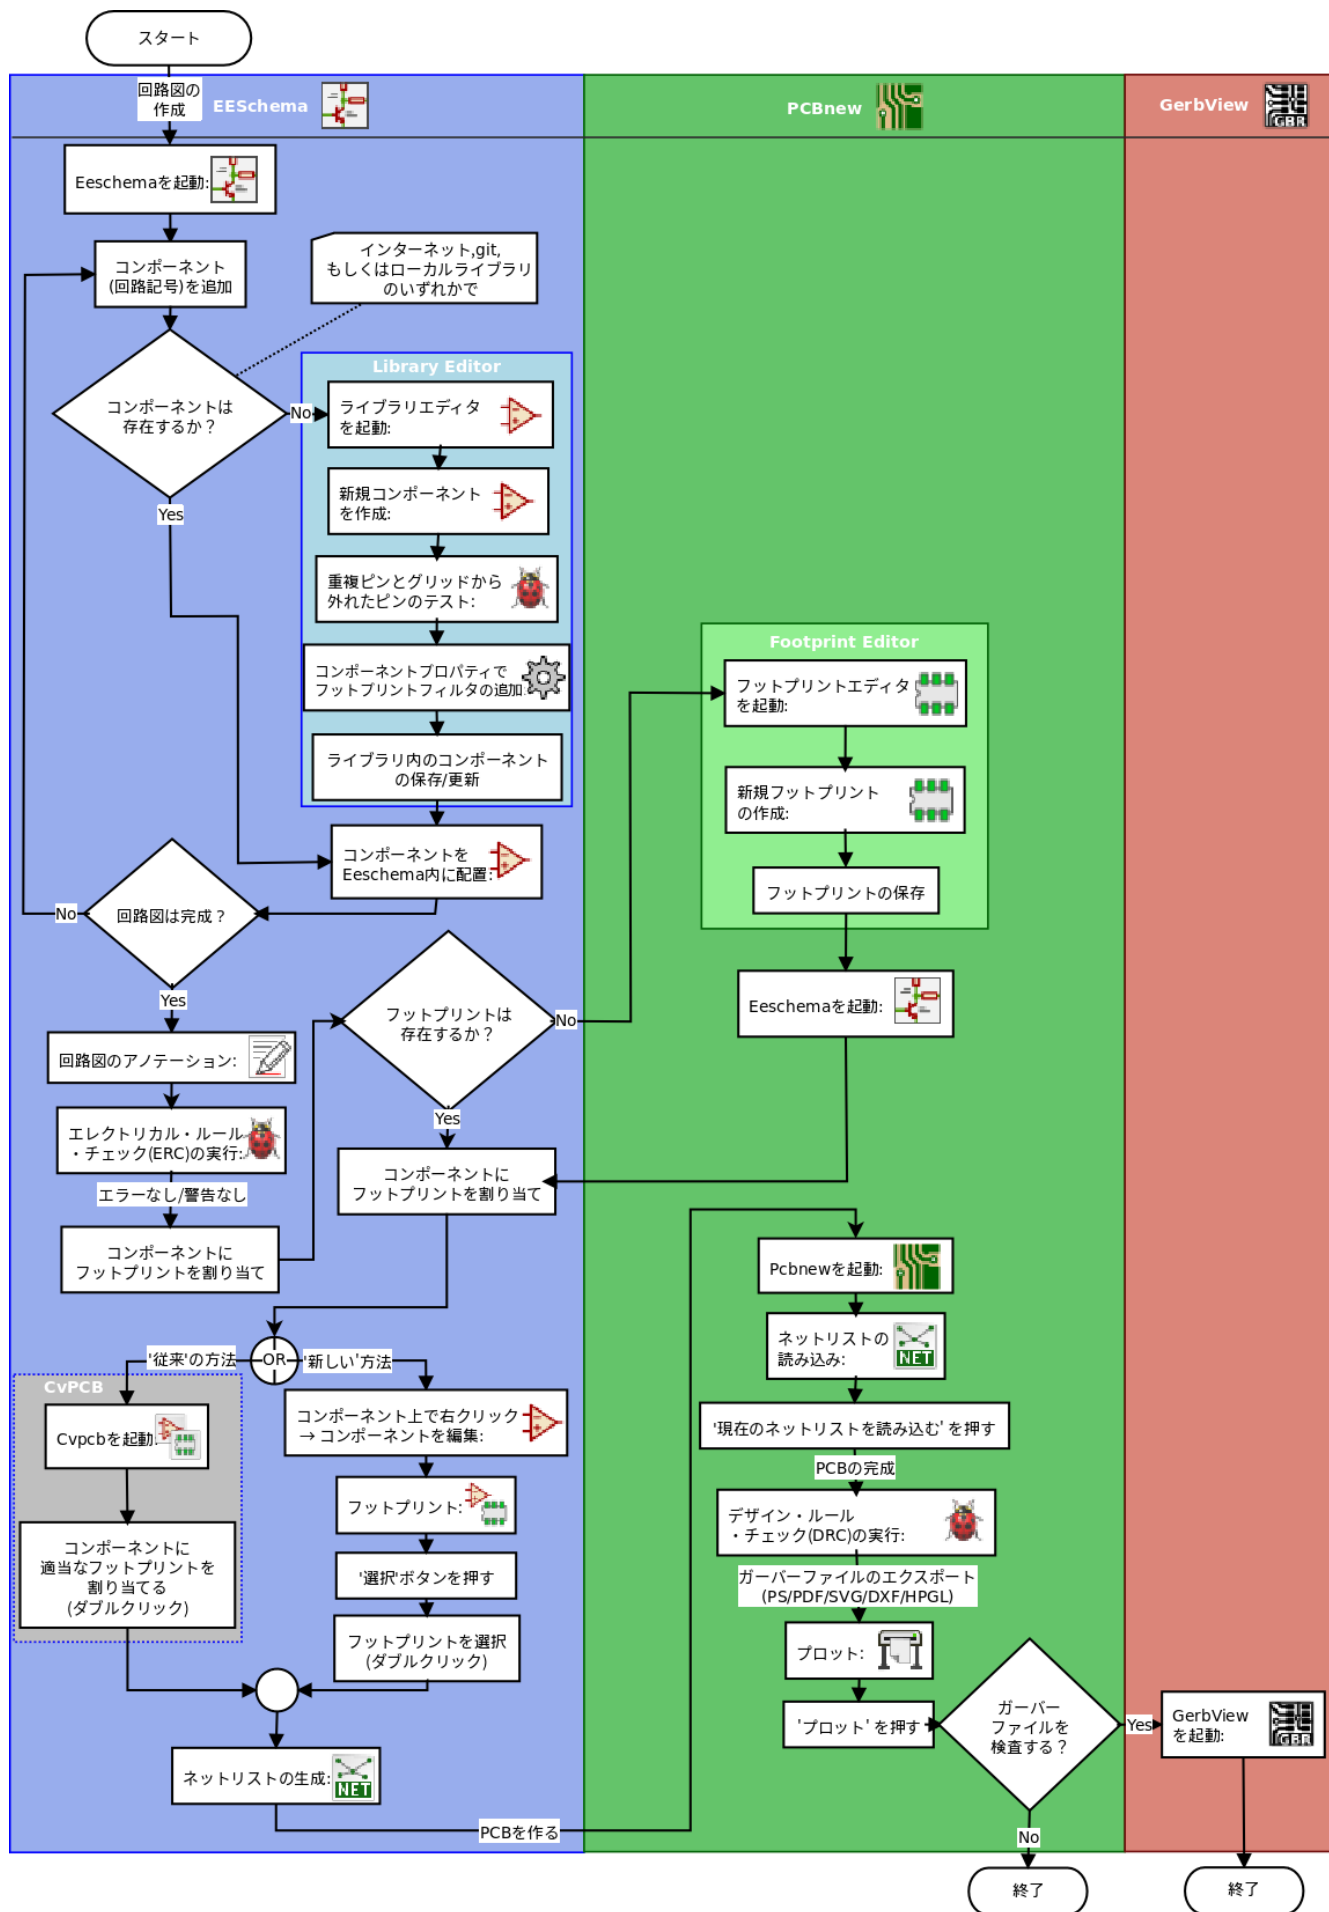 スタート
回路図の
作成
EESchema
PCBnew
GerbView
GBR
Eeschemaを起動:
コンポーネント
(回路記号)を追加
インターネット,git,
もしくはローカルライブラリ
のいずれかで
コンポーネントは
存在するか？
No
Yes
Library Editor
ライブラリエディタ
を起動:
新規コンポーネント
を作成:
重複ピンとグリッドから
外れたピンのテスト:
コンポーネントプロパティで
フットプリントフィルタの追加:
ライブラリ内のコンポーネント
の保存/更新
コンポーネントを
Eeschema内に配置:
回路図は完成？
No
Yes
回路図のアノテーション:
エレクトリカル・ルール
・チェック(ERC)の実行:
エラーなし/警告なし
コンポーネントに
フットプリントを割り当て
フットプリントは
存在するか？
No
Yes
Footprint Editor
フットプリントエディタ
を起動:
新規フットプリント
の作成:
フットプリントの保存
Eeschemaを起動:
コンポーネントに
フットプリントを割り当て
OR
'従来'の方法
'新しい'方法
CvPCB
Cvpcbを起動:
コンポーネントに
適当なフットプリントを
割り当てる
(ダブルクリック)
コンポーネント上で右クリック
→ コンポーネントを編集:
フットプリント:
'選択'ボタンを押す
フットプリントを選択
(ダブルクリック)
ネットリストの生成:
NET
PCBを作る
Pcbnewを起動:
ネットリストの
読み込み:
NET
'現在のネットリストを読み込む' を押す
PCBの完成
デザイン・ルール
・チェック(DRC)の実行:
ガーバーファイルのエクスポート
(PS/PDF/SVG/DXF/HPGL)
プロット:
'プロット' を押す
ガーバー
ファイルを
検査する？
Yes
No
GerbView
を起動:
GBR
終了
終了